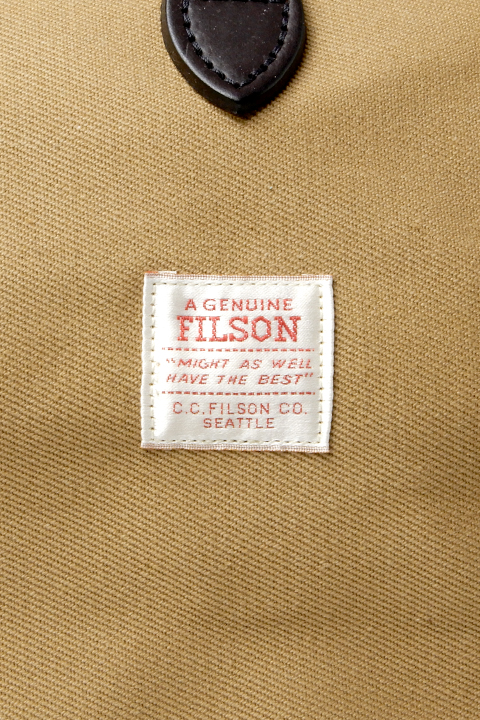 A GENUINE
FILSON
"MIGHT AS WELL
HAVE THE BEST"
C.C.FILSON CO.
SEATTLE